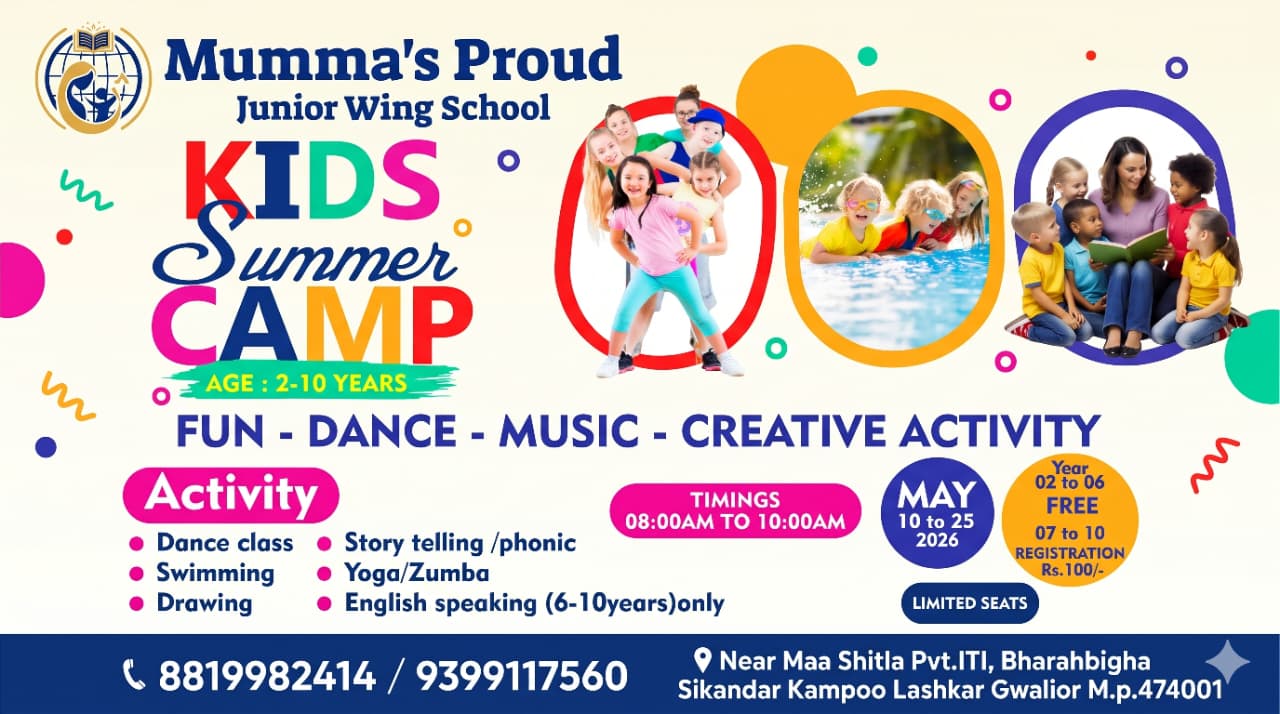 Mumma's Proud
Junior Wing School
KIDS
Summer
CAMP
AGE : 2-10 YEARS
FUN - DANCE - MUSIC - CREATIVE ACTIVITY
Activity
Dance class
Swimming
Drawing
Story telling /phonic
Yoga/Zumba
English speaking (6-10years)only
TIMINGS
08:00AM TO 10:00AM
MAY
10 to 25
2026
Year
02 to 06
FREE
07 to 10
REGISTRATION
Rs.100/-
LIMITED SEATS
8819982414 / 9399117560
Near Maa Shitla Pvt.ITI, Bharahbigha
Sikandar Kampoo Lashkar Gwalior M.p.474001